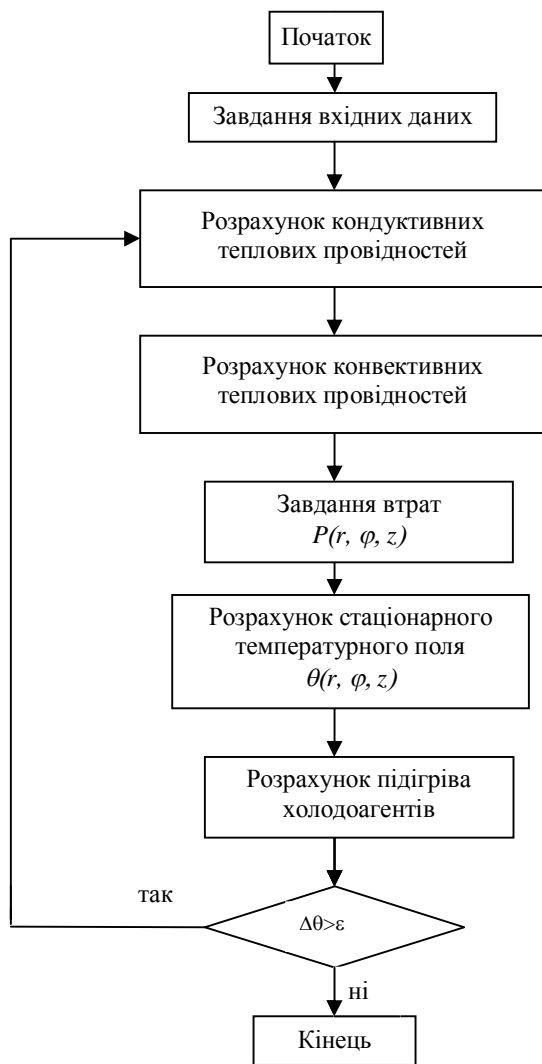 Початок
Завдання вхідних даних
Розрахунок кондуктивних
теплових провідностей
Розрахунок конвективних
теплових провідностей
Завдання втрат
P(r, φ, z)
Розрахунок стаціонарного
температурного поля
θ(r, φ, z)
Розрахунок підігріва
холодоагентів
так
Δθ>ε
ні
Кінець